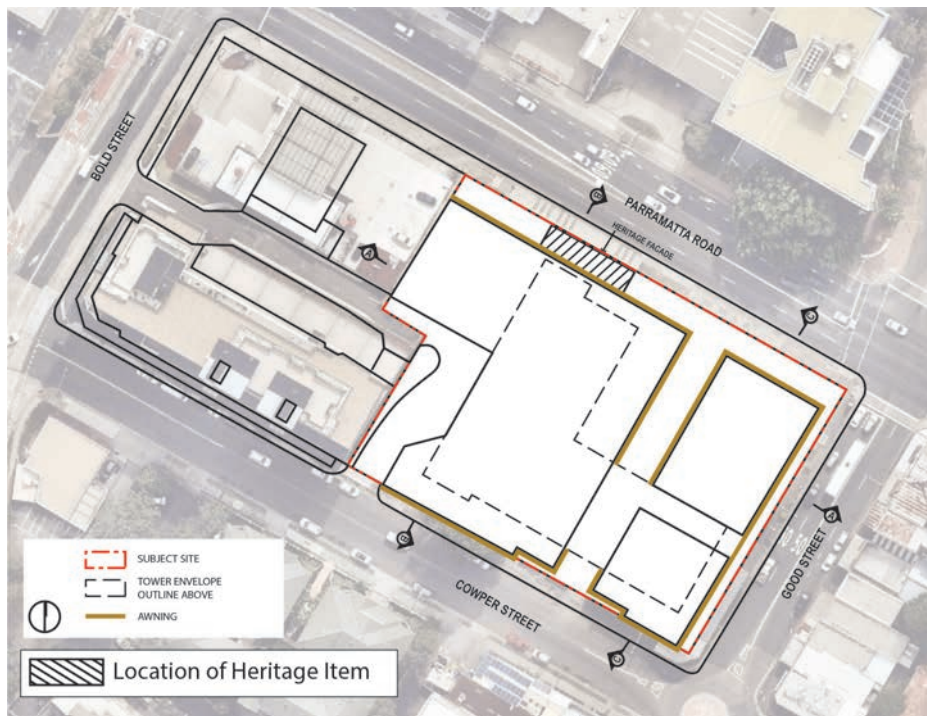 BOLD STREET
PARRAMATTA ROAD
HERITAGE FACADE
B
A
C
A
B
C
GOOD STREET
COWPER STREET
SUBJECT SITE
TOWER ENVELOPE
OUTLINE ABOVE
AWNING
Location of Heritage Item